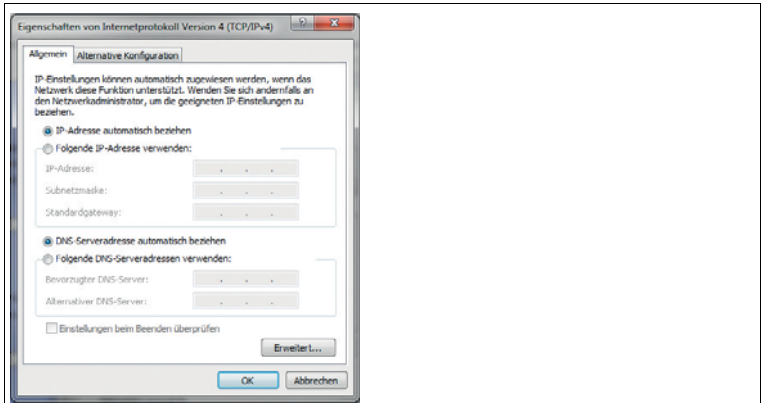 Eigenschaften von Internetprotokoll Version 4 (TCP/IPv4)
Allgemein
Alternative Konfiguration
IP-Einstellungen können automatisch zugewiesen werden, wenn das
Netzwerk diese Funktion unterstützt. Wenden Sie sich andernfalls an
den Netzwerkadministrator, um die geeigneten IP-Einstellungen zu
beziehen.
IP-Adresse automatisch beziehen
Folgende IP-Adresse verwenden:
IP-Adresse:
Subnetzmaske:
Standardgateway:
DNS-Serveradresse automatisch beziehen
Folgende DNS-Serveradressen verwenden:
Bevorzugter DNS-Server:
Alternativer DNS-Server:
Einstellungen beim Beenden überprüfen
Erweitert...
OK
Abbrechen